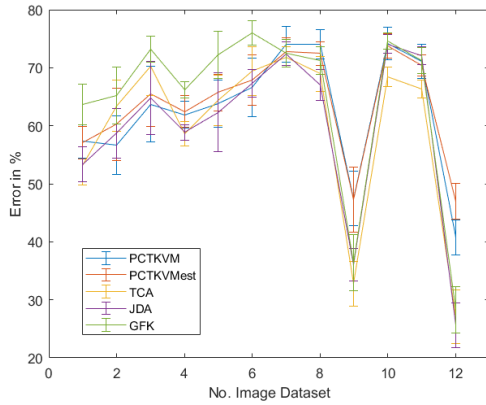 80
70
60
50
40
30
20
Error in %
PCTKVM
PCTKVMest
TCA
JDA
GFK
0 2 4 6 8 10 12
No. Image Dataset